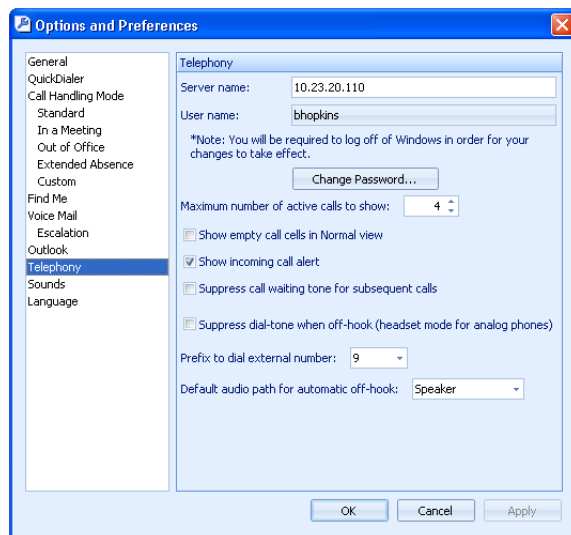 Options and Preferences
General
QuickDialer
Call Handling Mode
Standard
In a Meeting
Out of Office
Extended Absence
Custom
Find Me
Voice Mail
Escalation
Outlook
Telephony
Sounds
Language
Telephony
Server name: 10.23.20.110
User name: bhopkins
*Note: You will be required to log off of Windows in order for your
changes to take effect.
Change Password...
Maximum number of active calls to show: 4
Show empty call cells in Normal view
Show incoming call alert
Suppress call waiting tone for subsequent calls
Suppress dial-tone when off-hook (headset mode for analog phones)
Prefix to dial external number: 9
Default audio path for automatic off-hook: Speaker
OK Cancel Apply